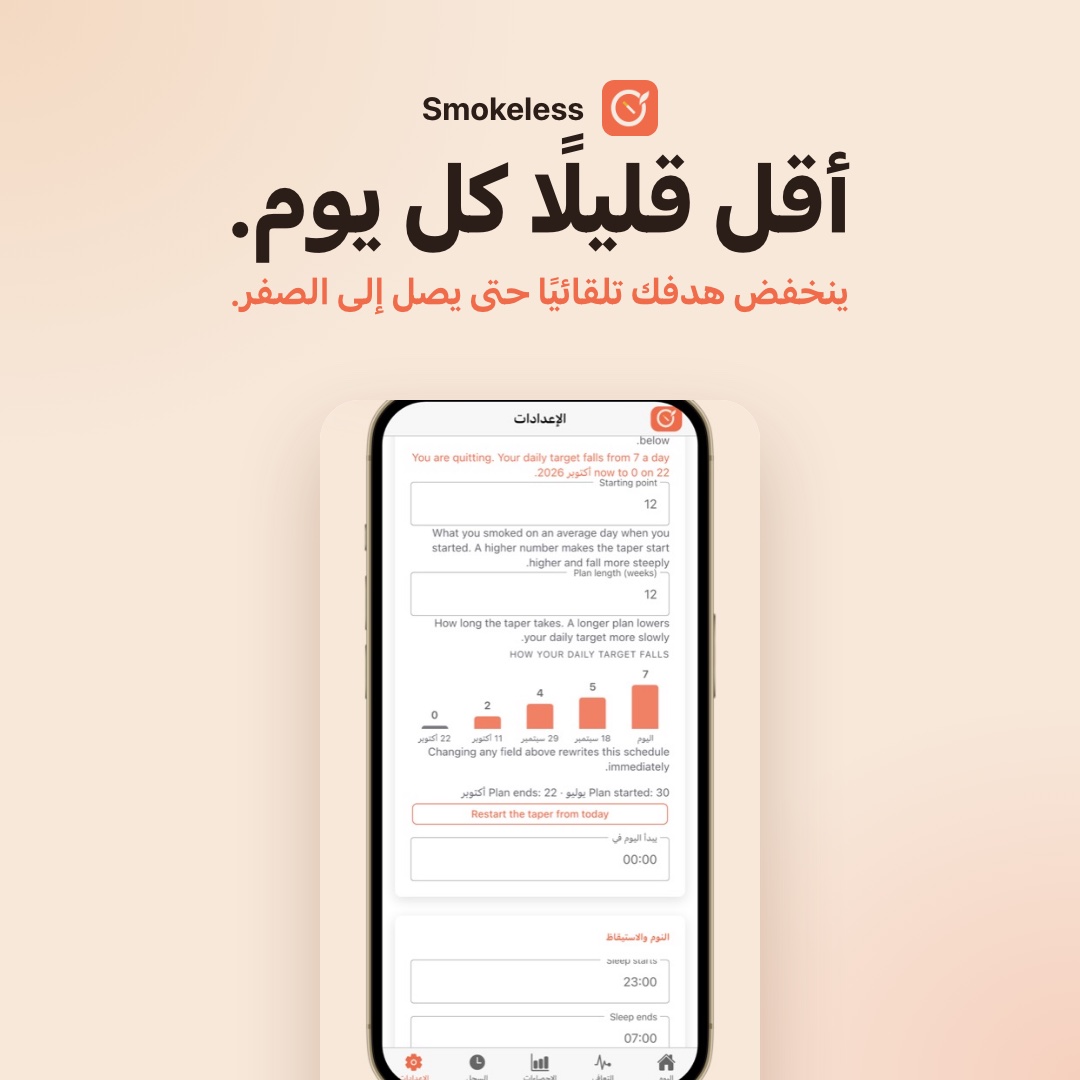 Smokeless
أقل قليلًا كل يوم.
ينخفض هدفك تلقائيًا حتى يصل إلى الصفر.
الإعدادات
below.
You are quitting. Your daily target falls from 7 a day
now to 0 on 22 أكتوبر 2026.
Starting point
12
What you smoked on an average day when you
started. A higher number makes the taper start
higher and fall more steeply.
Plan length (weeks)
12
How long the taper takes. A longer plan lowers
your daily target more slowly.
HOW YOUR DAILY TARGET FALLS
7 5 4 2 0
اليوم 18 سبتمبر 29 سبتمبر 11 أكتوبر 22 أكتوبر
Changing any field above rewrites this schedule
immediately.
Plan started: 30 يوليو · Plan ends: 22 أكتوبر
Restart the taper from today
يبدأ اليوم في
00:00
النوم والاستيقاظ
Sleep starts
23:00
Sleep ends
07:00
اليوم التعافي الإحصاءات السجل الإعدادات